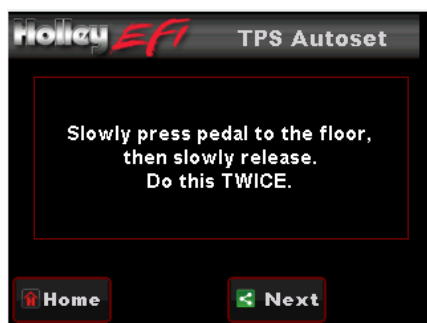 Holley EFI TPS Autoset
Slowly press pedal to the floor,
then slowly release.
Do this TWICE.
Home Next